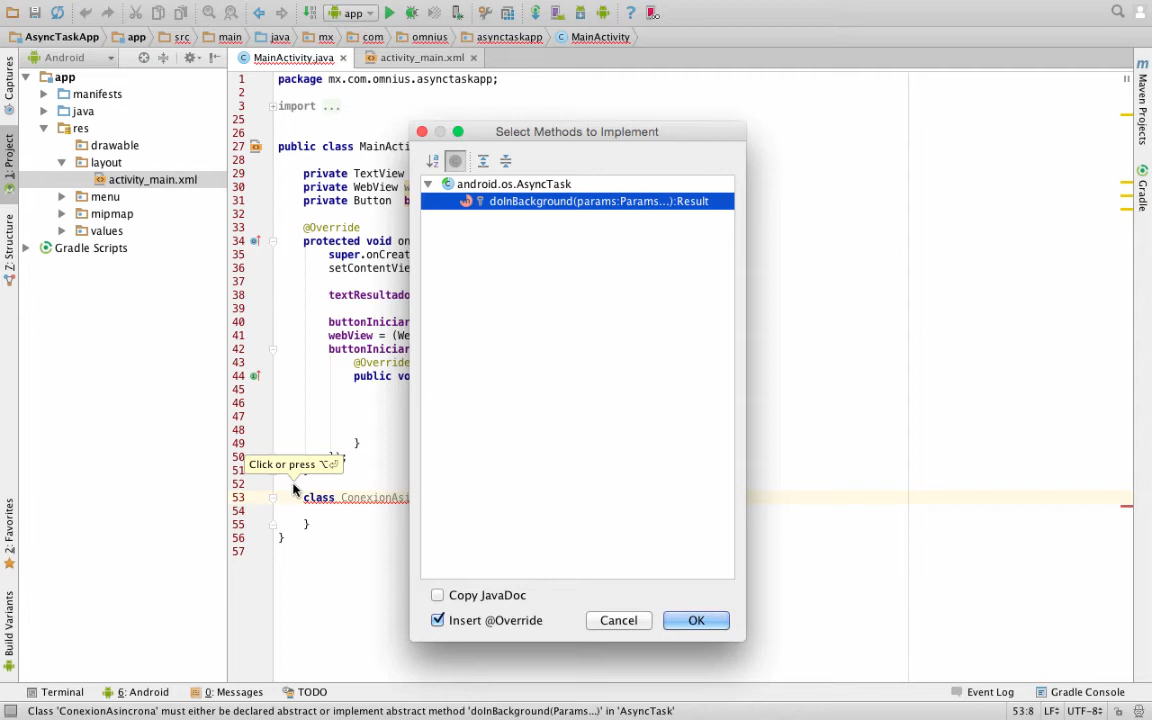 app
AsyncTaskApp app src main java mx com omnius asynctaskapp MainActivity
Android
MainActivity.java
activity_main.xml
Captures
1: Project
Z: Structure
2: Favorites
Build Variants
app
manifests
java
res
drawable
layout
activity_main.xml
menu
mipmap
values
Gradle Scripts
1 package mx.com.omnius.asynctaskapp;
2
3 import ...
25
26
27 public class MainActi
28
29 private TextView
30 private WebView w
31 private Button b
32
33 @Override
34 protected void on
35 super.onCreat
36 setContentVie
37
38 textResultado
39
40 buttonIniciar
41 webView = (We
42 buttonIniciar
43 @Override
44 public vo
45
46
47
48
49 }
50 });
51
Click or press ⌥⏎
52
53 class ConexionAsi
54
55 }
56 }
57
Select Methods to Implement
android.os.AsyncTask
doInBackground(params:Params...):Result
Copy JavaDoc
Insert @Override
Cancel
OK
Maven Projects
Gradle
Terminal
6: Android
0: Messages
TODO
Event Log
Gradle Console
Class 'ConexionAsincrona' must either be declared abstract or implement abstract method 'doInBackground(Params...)' in 'AsyncTask'
53:8 LF÷ UTF-8÷